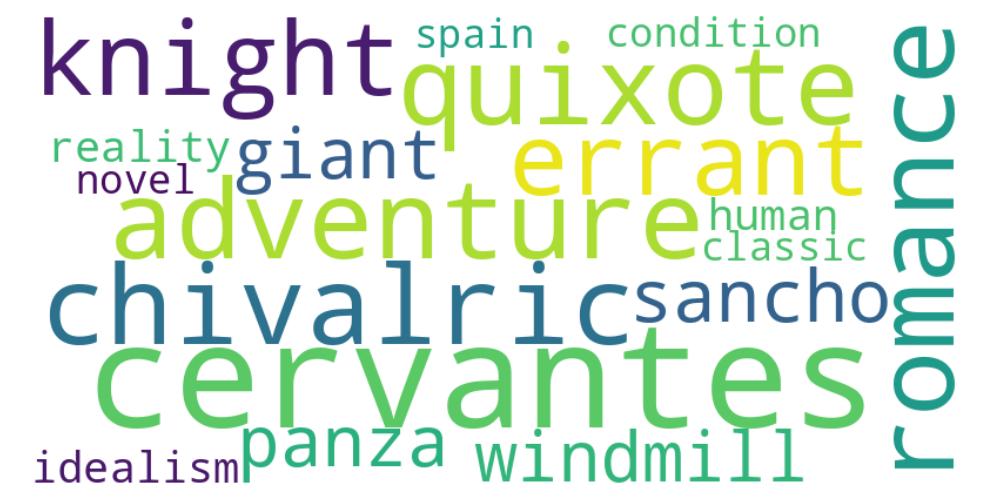 knight
spain
condition
quixote
reality
giant
errant
novel
adventure
human
classic
chivalric
sancho
cervantes
romance
panza
windmill
idealism